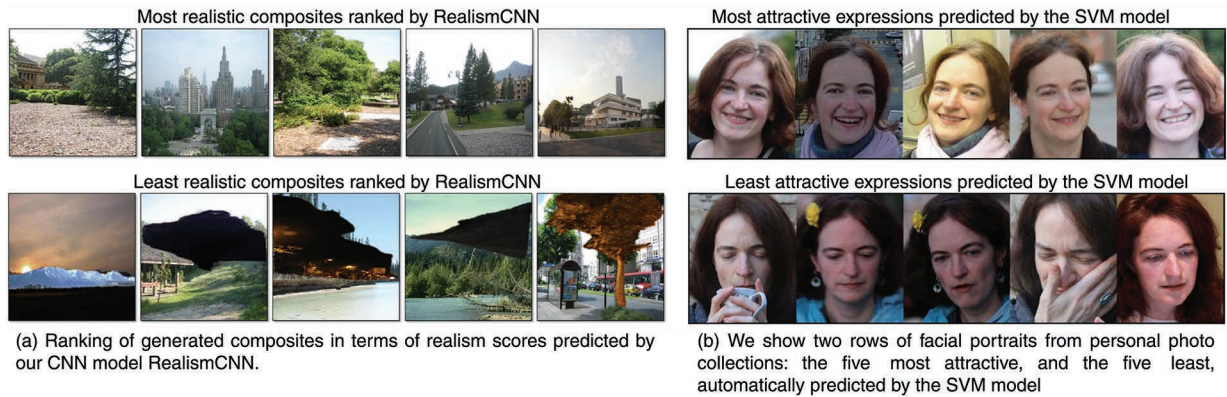 Most realistic composites ranked by RealismCNN
Least realistic composites ranked by RealismCNN
(a) Ranking of generated composites in terms of realism scores predicted by
our CNN model RealismCNN.
Most attractive expressions predicted by the SVM model
Least attractive expressions predicted by the SVM model
(b) We show two rows of facial portraits from personal photo
collections: the five most attractive, and the five least,
automatically predicted by the SVM model